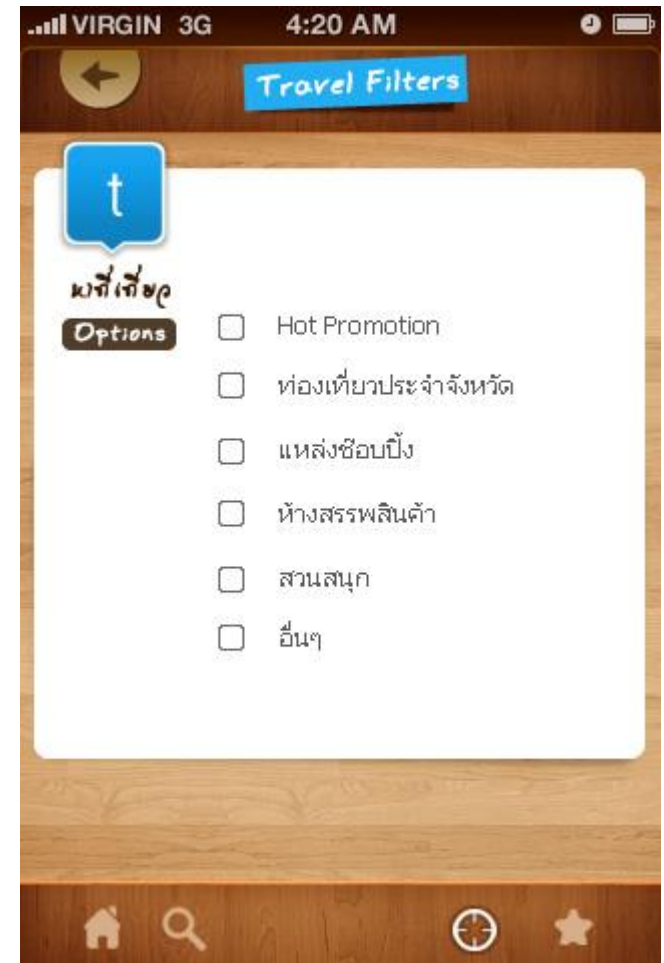 VIRGIN 3G 4:20 AM
Travel Filters
t
หาที่เที่ยว
Options
Hot Promotion
ท่องเที่ยวประจำจังหวัด
แหล่งช๊อบปิ้ง
ห้างสรรพสินค้า
สวนสนุก
อื่นๆ